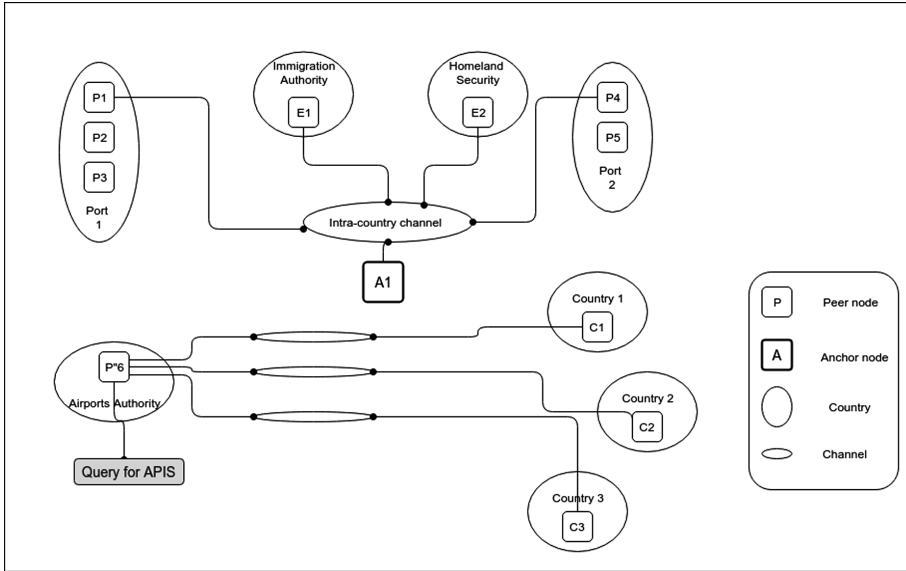 Immigration
Authority
Homeland
Security
P1
E1
E2
P4
P2
P5
P3
Port
1
Port
2
Intra-country channel
A1
Country 1
C1
P"6
Airports Authority
Country 2
C2
Query for APIS
Country 3
C3
P
Peer node
A
Anchor node
Country
Channel